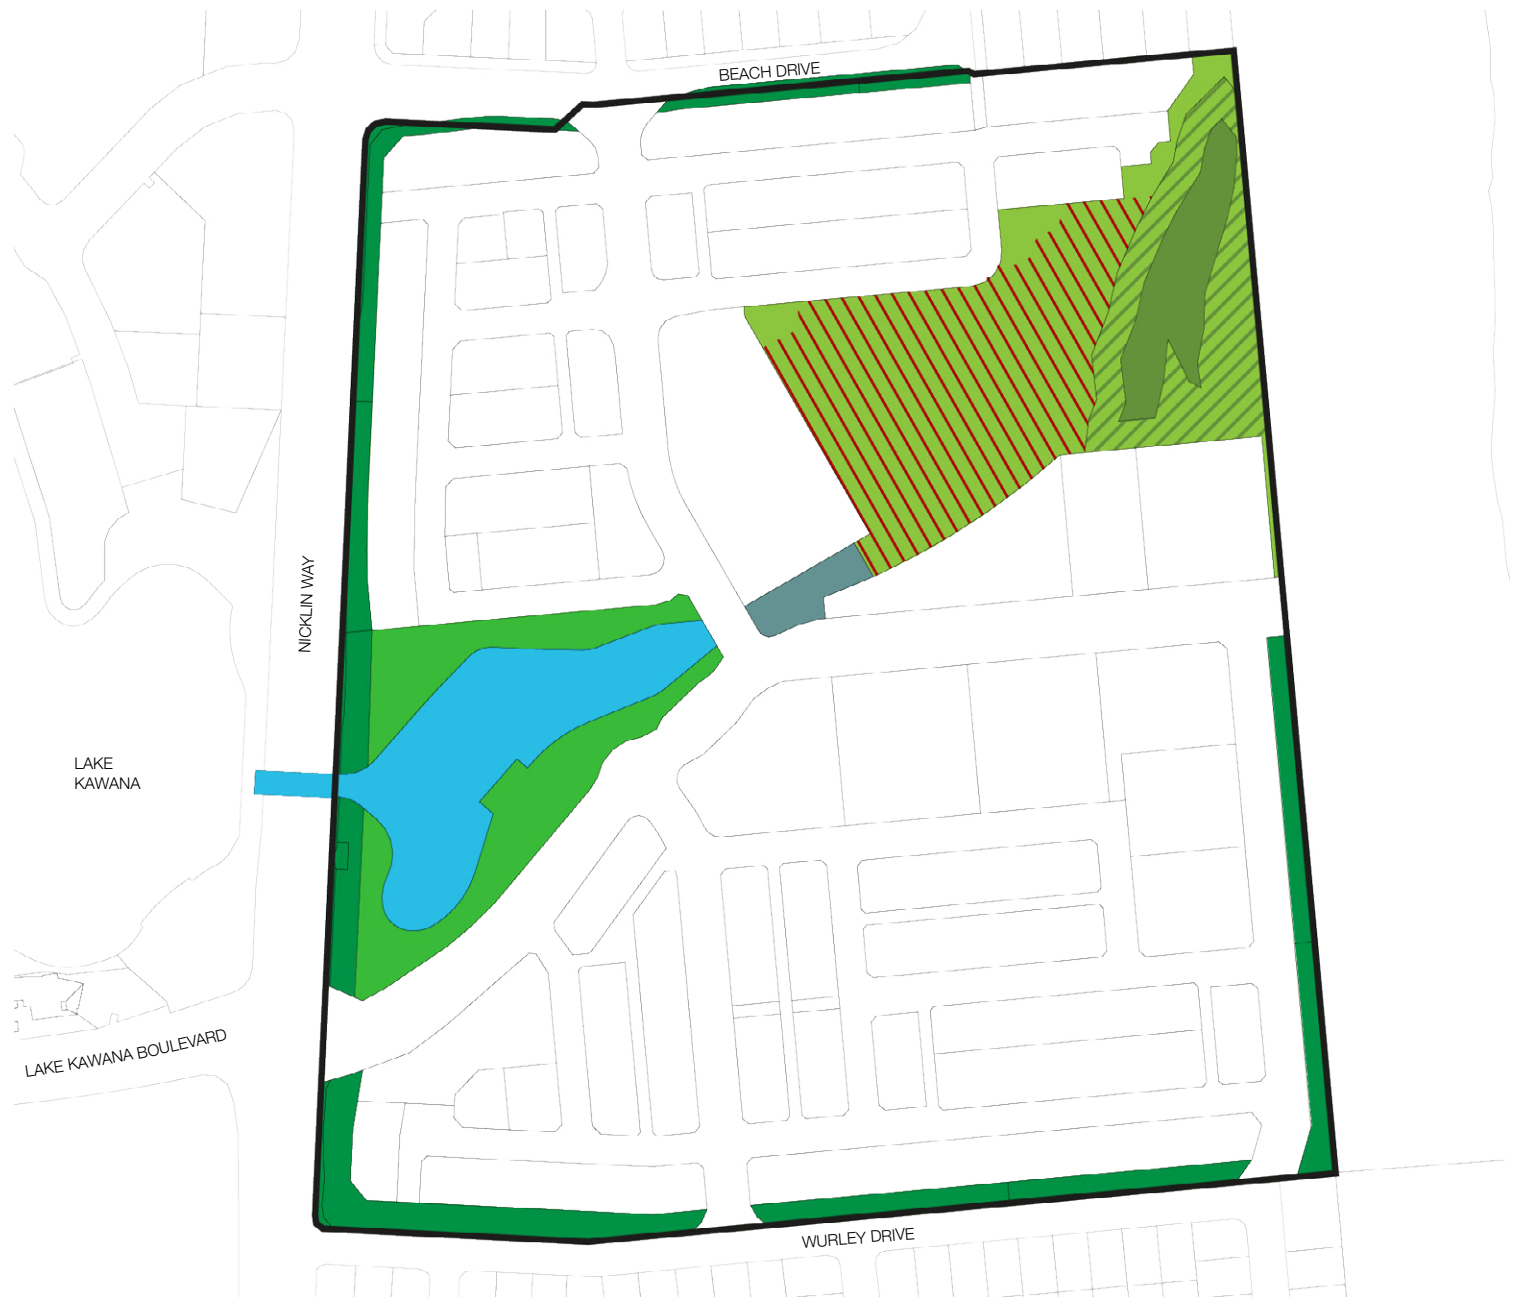 BEACH DRIVE
NICKLIN WAY
LAKE
KAWANA
LAKE KAWANA BOULEVARD
WURLEY DRIVE